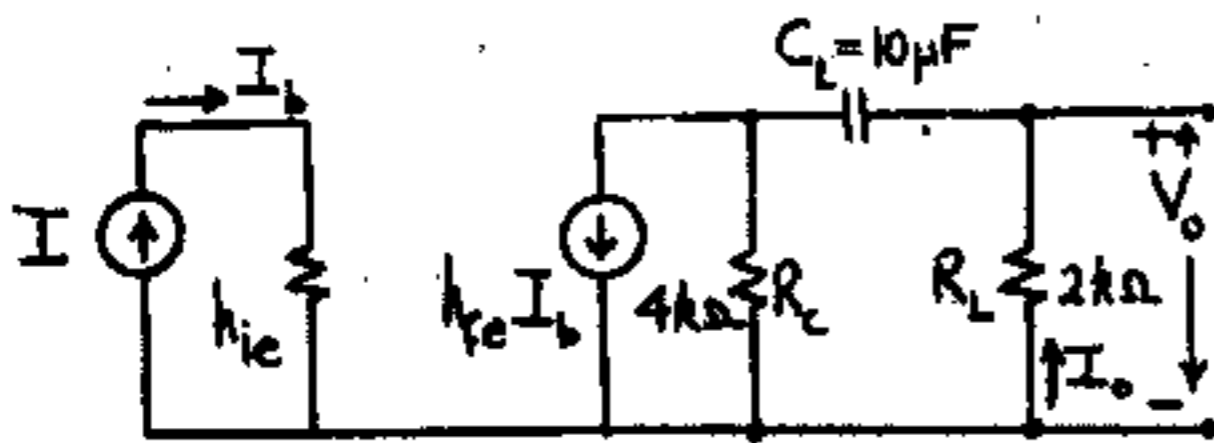 C_L = 10μF
I_b
I
h_ie
h_fe I_b
4kΩ
R_c
R_L
2kΩ
I_o
+
V_o
−